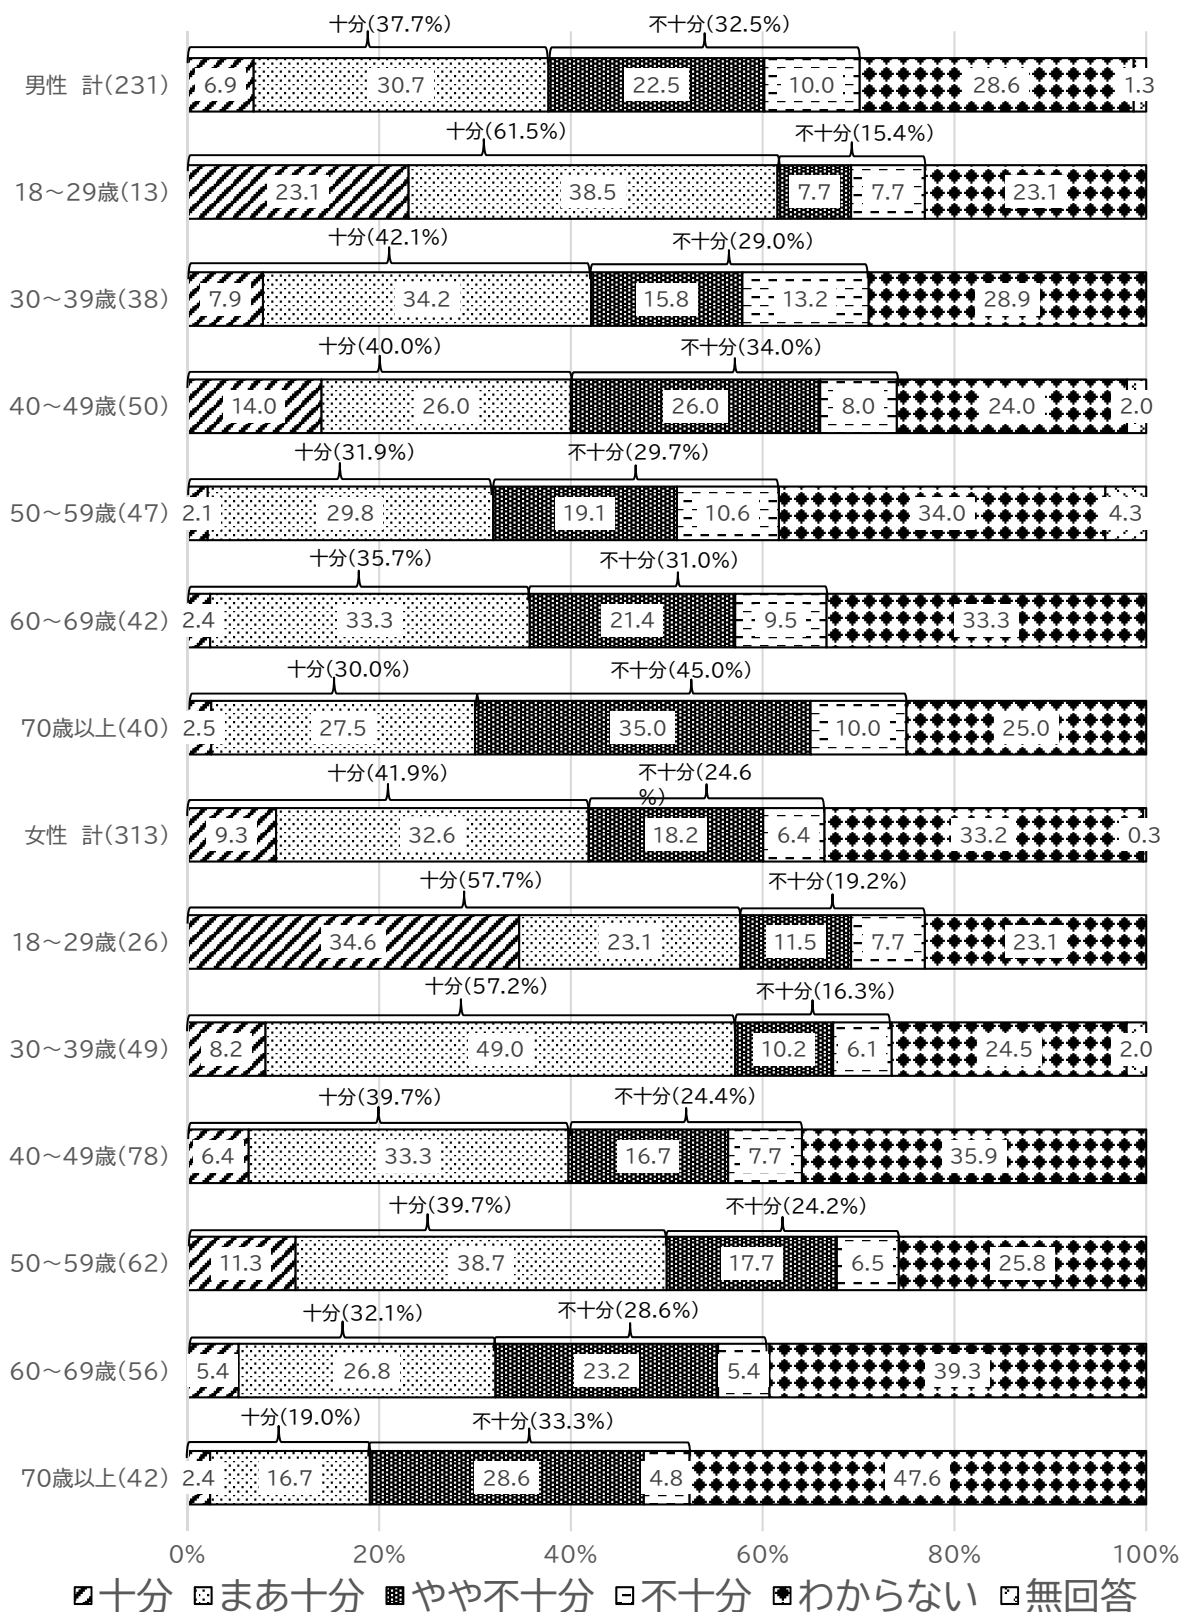 十分(37.7%) 不十分(32.5%)
男性 計(231) 6.9 30.7 22.5 10.0 28.6 1.3
十分(61.5%) 不十分(15.4%)
18～29歳(13) 23.1 38.5 7.7 7.7 23.1
十分(42.1%) 不十分(29.0%)
30～39歳(38) 7.9 34.2 15.8 13.2 28.9
十分(40.0%) 不十分(34.0%)
40～49歳(50) 14.0 26.0 26.0 8.0 24.0 2.0
十分(31.9%) 不十分(29.7%)
50～59歳(47) 2.1 29.8 19.1 10.6 34.0 4.3
十分(35.7%) 不十分(31.0%)
60～69歳(42) 2.4 33.3 21.4 9.5 33.3
十分(30.0%) 不十分(45.0%)
70歳以上(40) 2.5 27.5 35.0 10.0 25.0
十分(41.9%) 不十分(24.6
%)
女性 計(313) 9.3 32.6 18.2 6.4 33.2 0.3
十分(57.7%) 不十分(19.2%)
18～29歳(26) 34.6 23.1 11.5 7.7 23.1
十分(57.2%) 不十分(16.3%)
30～39歳(49) 8.2 49.0 10.2 6.1 24.5 2.0
十分(39.7%) 不十分(24.4%)
40～49歳(78) 6.4 33.3 16.7 7.7 35.9
十分(39.7%) 不十分(24.2%)
50～59歳(62) 11.3 38.7 17.7 6.5 25.8
十分(32.1%) 不十分(28.6%)
60～69歳(56) 5.4 26.8 23.2 5.4 39.3
十分(19.0%) 不十分(33.3%)
70歳以上(42) 2.4 16.7 28.6 4.8 47.6
0% 20% 40% 60% 80% 100%
十分 まあ十分 やや不十分 不十分 わからない 無回答